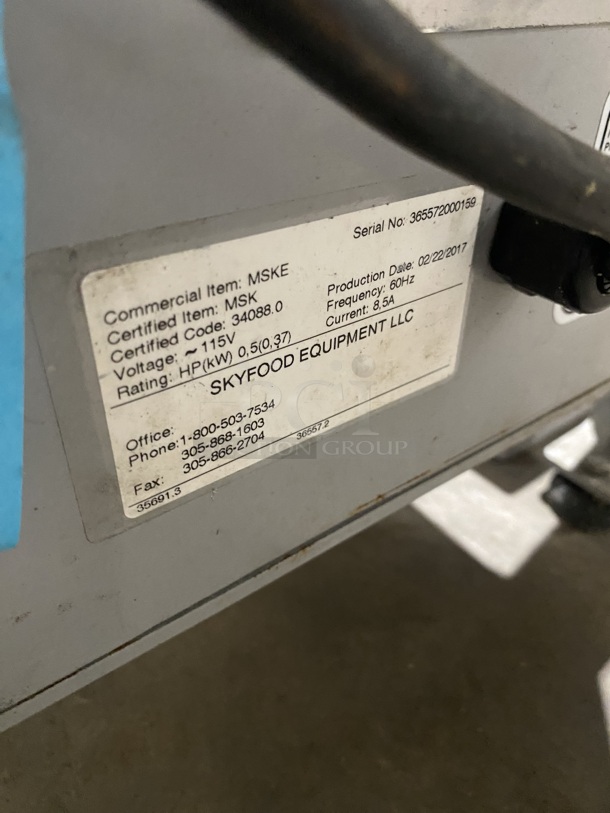 Serial No: 365572000159
Commercial Item: MSKE
Certified Item: MSK
Production Date: 02/22/2017
Certified Code: 34088.0
Frequency: 60Hz
Voltage: ~ 115V
Current: 8,5A
Rating: HP(kW) 0,5(0,37)
SKYFOOD EQUIPMENT LLC
Office:
Phone: 1-800-503-7534
305-868-1603
Fax: 305-866-2704
35691.3
36557.2
GROUP